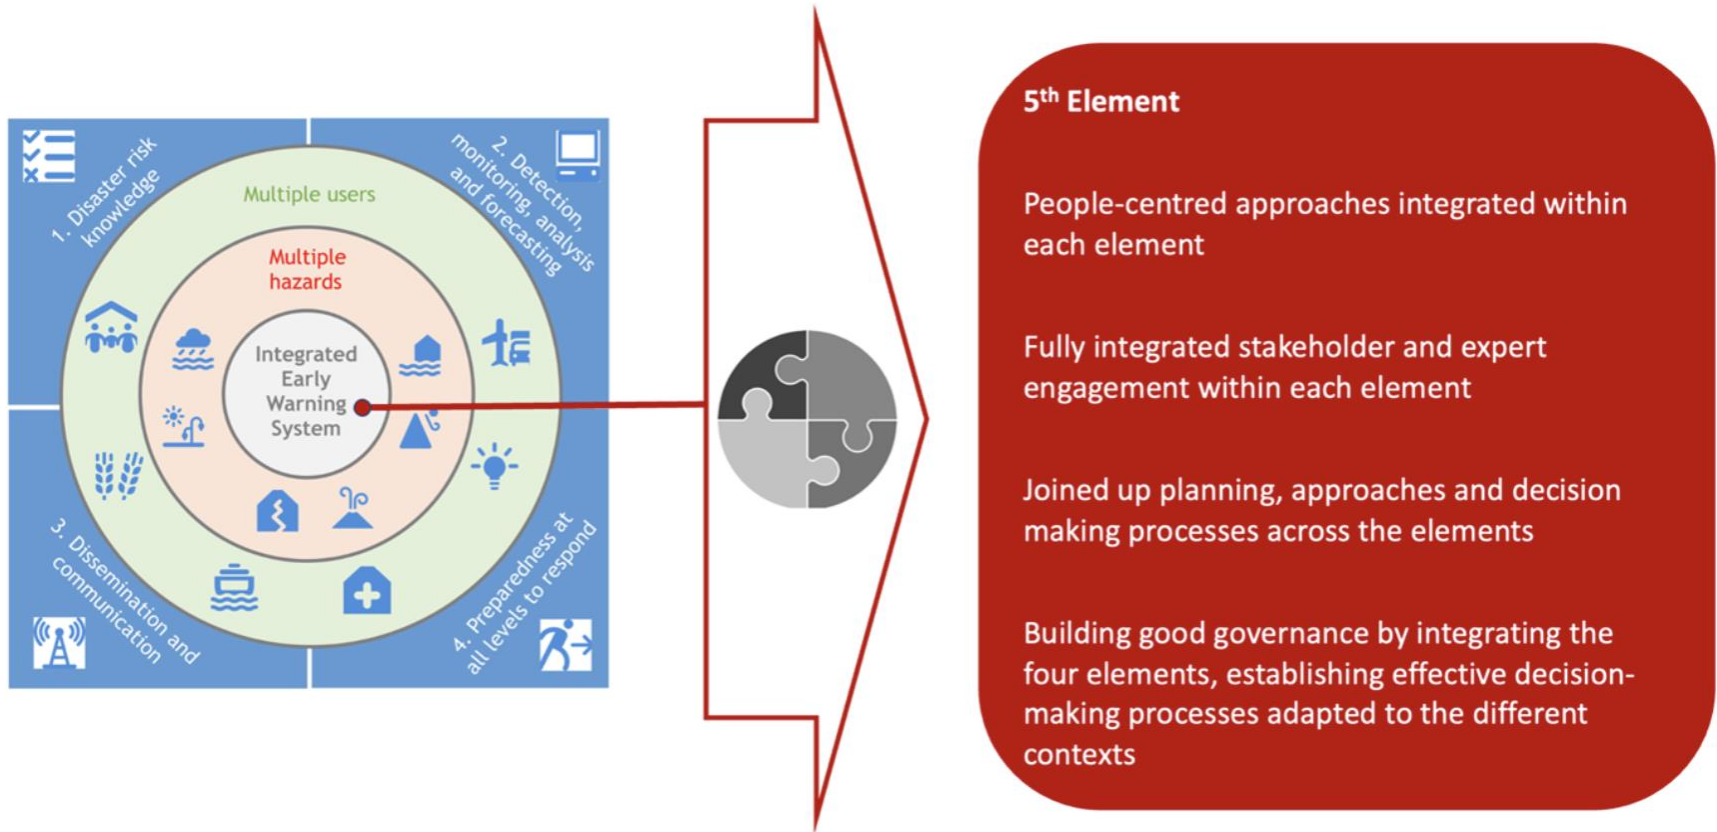 1. Disaster risk
knowledge
2. Detection,
monitoring, analysis
and forecasting
Multiple users
Multiple
hazards
Integrated
Early
Warning
System
3. Dissemination and
communication
4. Preparedness at
all levels to respond
5th Element
People-centred approaches integrated within
each element
Fully integrated stakeholder and expert
engagement within each element
Joined up planning, approaches and decision
making processes across the elements
Building good governance by integrating the
four elements, establishing effective decision-
making processes adapted to the different
contexts